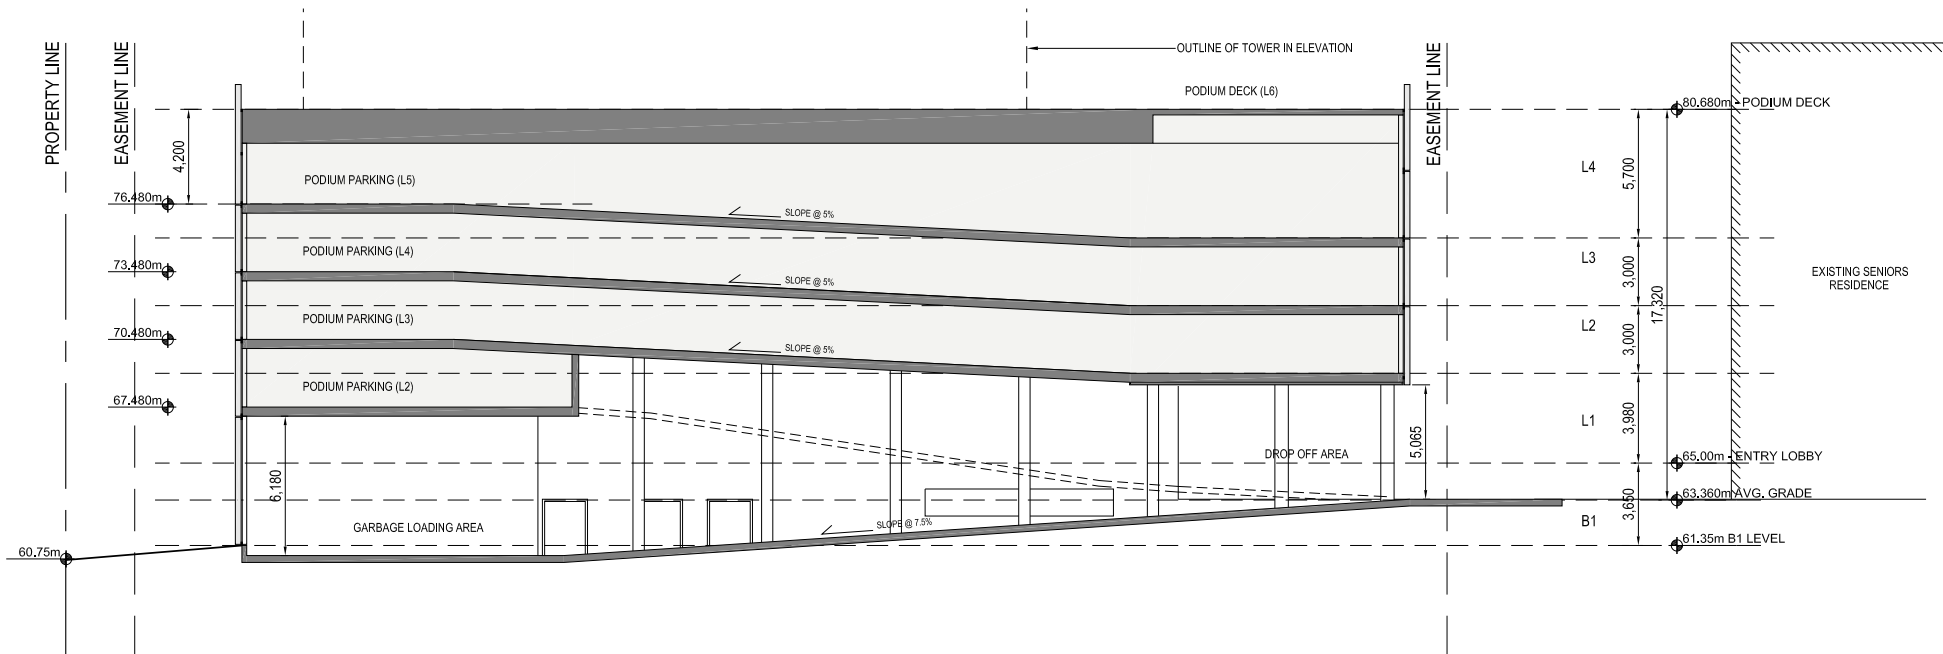 PROPERTY LINE
EASEMENT LINE
OUTLINE OF TOWER IN ELEVATION
EASEMENT LINE
PODIUM DECK (L6)
80.680m - PODIUM DECK
4,200
PODIUM PARKING (L5)
L4
5,700
76.480m
SLOPE @ 5%
PODIUM PARKING (L4)
L3
3,000
73.480m
SLOPE @ 5%
EXISTING SENIORS
RESIDENCE
17,320
PODIUM PARKING (L3)
L2
3,000
70.480m
SLOPE @ 5%
PODIUM PARKING (L2)
67.480m
L1
3,980
5,065
DROP OFF AREA
65.00m - ENTRY LOBBY
6,180
63.360m AVG. GRADE
3,650
B1
GARBAGE LOADING AREA
SLOPE @ 7.5%
61.35m B1 LEVEL
60.75m